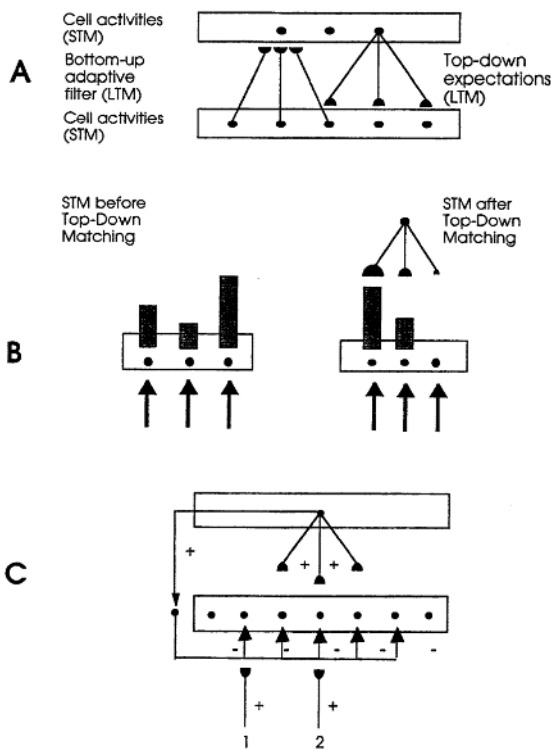 Cell activities
(STM)
A
Bottom-up
adaptive
filter (LTM)
Top-down
expectations
(LTM)
Cell activities
(STM)
STM before
Top-Down
Matching
STM after
Top-Down
Matching
B
C
+
+ +
- - - - - -
+ +
1 2